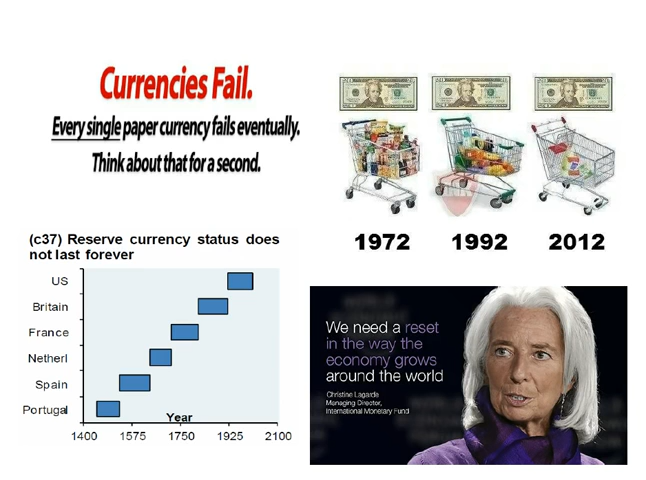 Currencies Fail.
Every single paper currency fails eventually.
Think about that for a second.
1972 1992 2012
(c37) Reserve currency status does
not last forever
US
Britain
France
Netherl
Spain
Portugal
Year
1400 1575 1750 1925 2100
We need a reset
in the way the
economy grows
around the world
Christine Lagarde
Managing Director,
International Monetary Fund